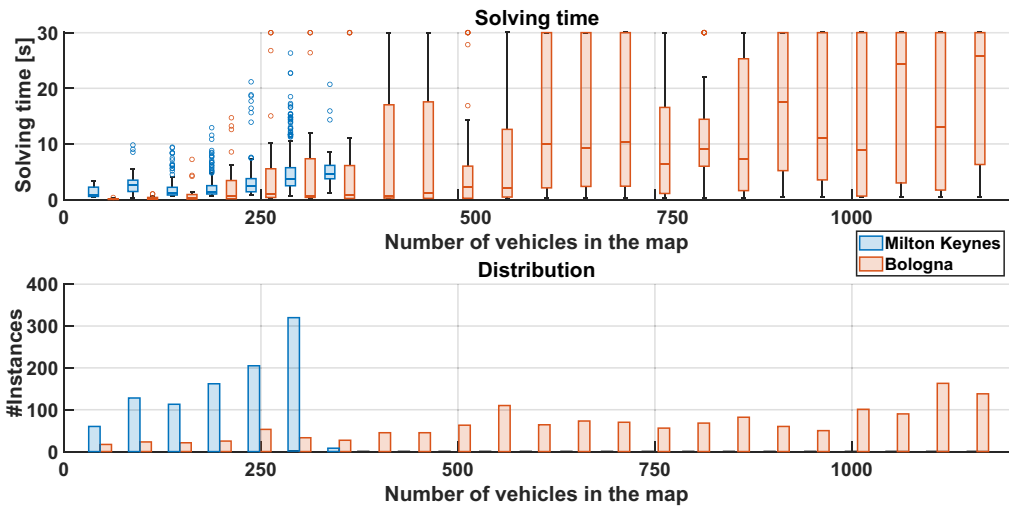 Solving time
Solving time [s]
30
20
10
0
0 250 500 750 1000
Number of vehicles in the map
Milton Keynes
Bologna
Distribution
#Instances
400
300
200
100
0
0 250 500 750 1000
Number of vehicles in the map